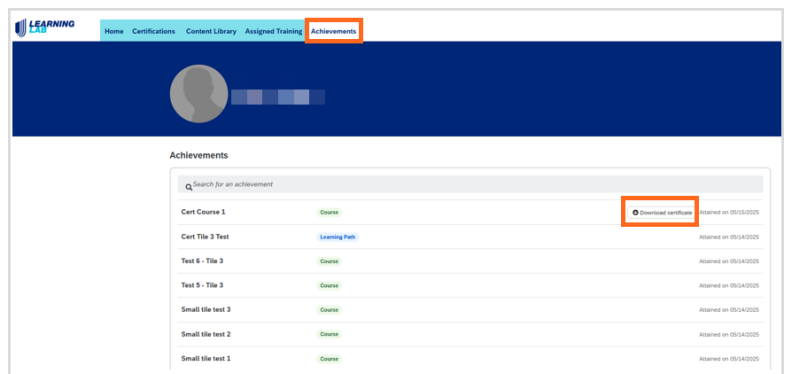 LEARNING
LAB
Home Certifications Content Library Assigned Training Achievements
Achievements
Search for an achievement
Cert Course 1 Course Download certificate Attained on 05/15/2025
Cert Tile 3 Test Learning Path Attained on 05/14/2025
Test 6 - Tile 3 Course Attained on 05/14/2025
Test 5 - Tile 3 Course Attained on 05/14/2025
Small tile test 3 Course Attained on 05/14/2025
Small tile test 2 Course Attained on 05/14/2025
Small tile test 1 Course Attained on 05/14/2025